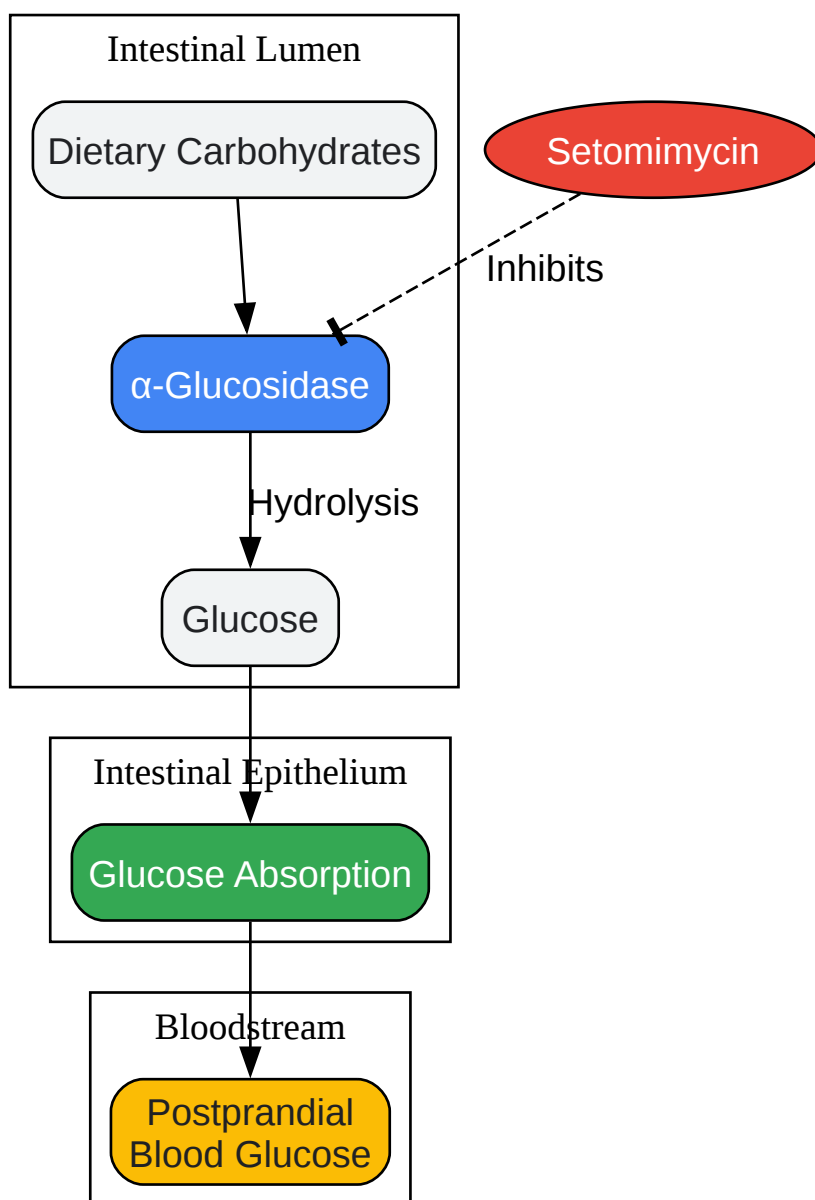 Intestinal Lumen
Dietary Carbohydrates
Setomimycin
Inhibits
α-Glucosidase
Hydrolysis
Glucose
Intestinal Epithelium
Glucose Absorption
Bloodstream
Postprandial
Blood Glucose